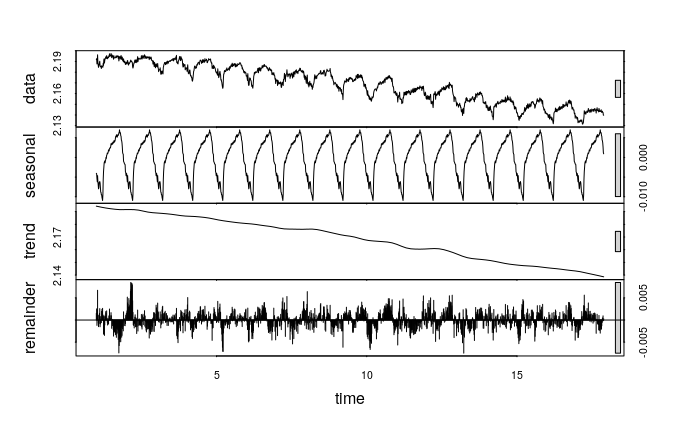 data
2.19
2.16
2.13
seasonal
0.000
-0.010
trend
2.17
2.14
remainder
0.005
-0.005
5 10 15
time